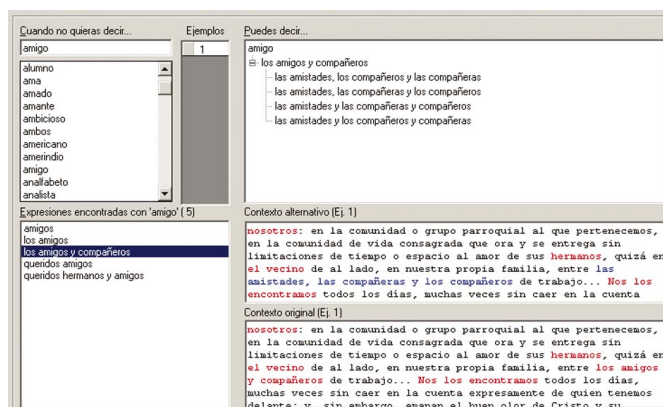 Cuando no quieras decir...
amigo
alumno
ama
amado
amante
ambicioso
ambos
americano
amerindio
amigo
analfabeto
analista
Ejemplos
1
Puedes decir...
amigo
los amigos y compañeros
las amistades, los compañeros y las compañeras
las amistades, las compañeras y los compañeros
las amistades y las compañeras y compañeros
las amistades y los compañeros y compañeras
Expresiones encontradas con 'amigo' ( 5)
amigos
los amigos
los amigos y compañeros
queridos amigos
queridos hermanos y amigos
Contexto alternativo (Ej. 1)
nosotros: en la comunidad o grupo parroquial al que pertenecemos,
en la comunidad de vida consagrada que ora y se entrega sin
limitaciones de tiempo o espacio al amor de sus hermanos, quizá en
el vecino de al lado, en nuestra propia familia, entre las
amistades, las compañeras y los compañeros de trabajo... Nos los
encontramos todos los días, muchas veces sin caer en la cuenta
Contexto original (Ej. 1)
nosotros: en la comunidad o grupo parroquial al que pertenecemos,
en la comunidad de vida consagrada que ora y se entrega sin
limitaciones de tiempo o espacio al amor de sus hermanos, quizá en
el vecino de al lado, en nuestra propia familia, entre los amigos
y compañeros de trabajo... Nos los encontramos todos los días,
muchas veces sin caer en la cuenta expresamente de quien tenemos
delante; y, sin embargo, emanan el buen olor de Cristo y su